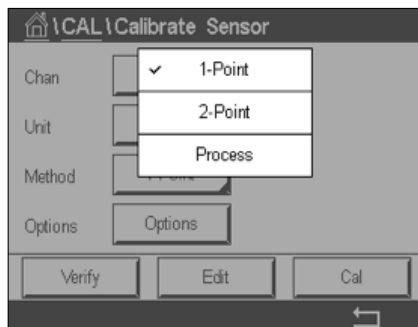 \CAL\Calibrate Sensor
Chan
✓ 1-Point
2-Point
Unit
Process
Method
Options Options
Verify Edit Cal